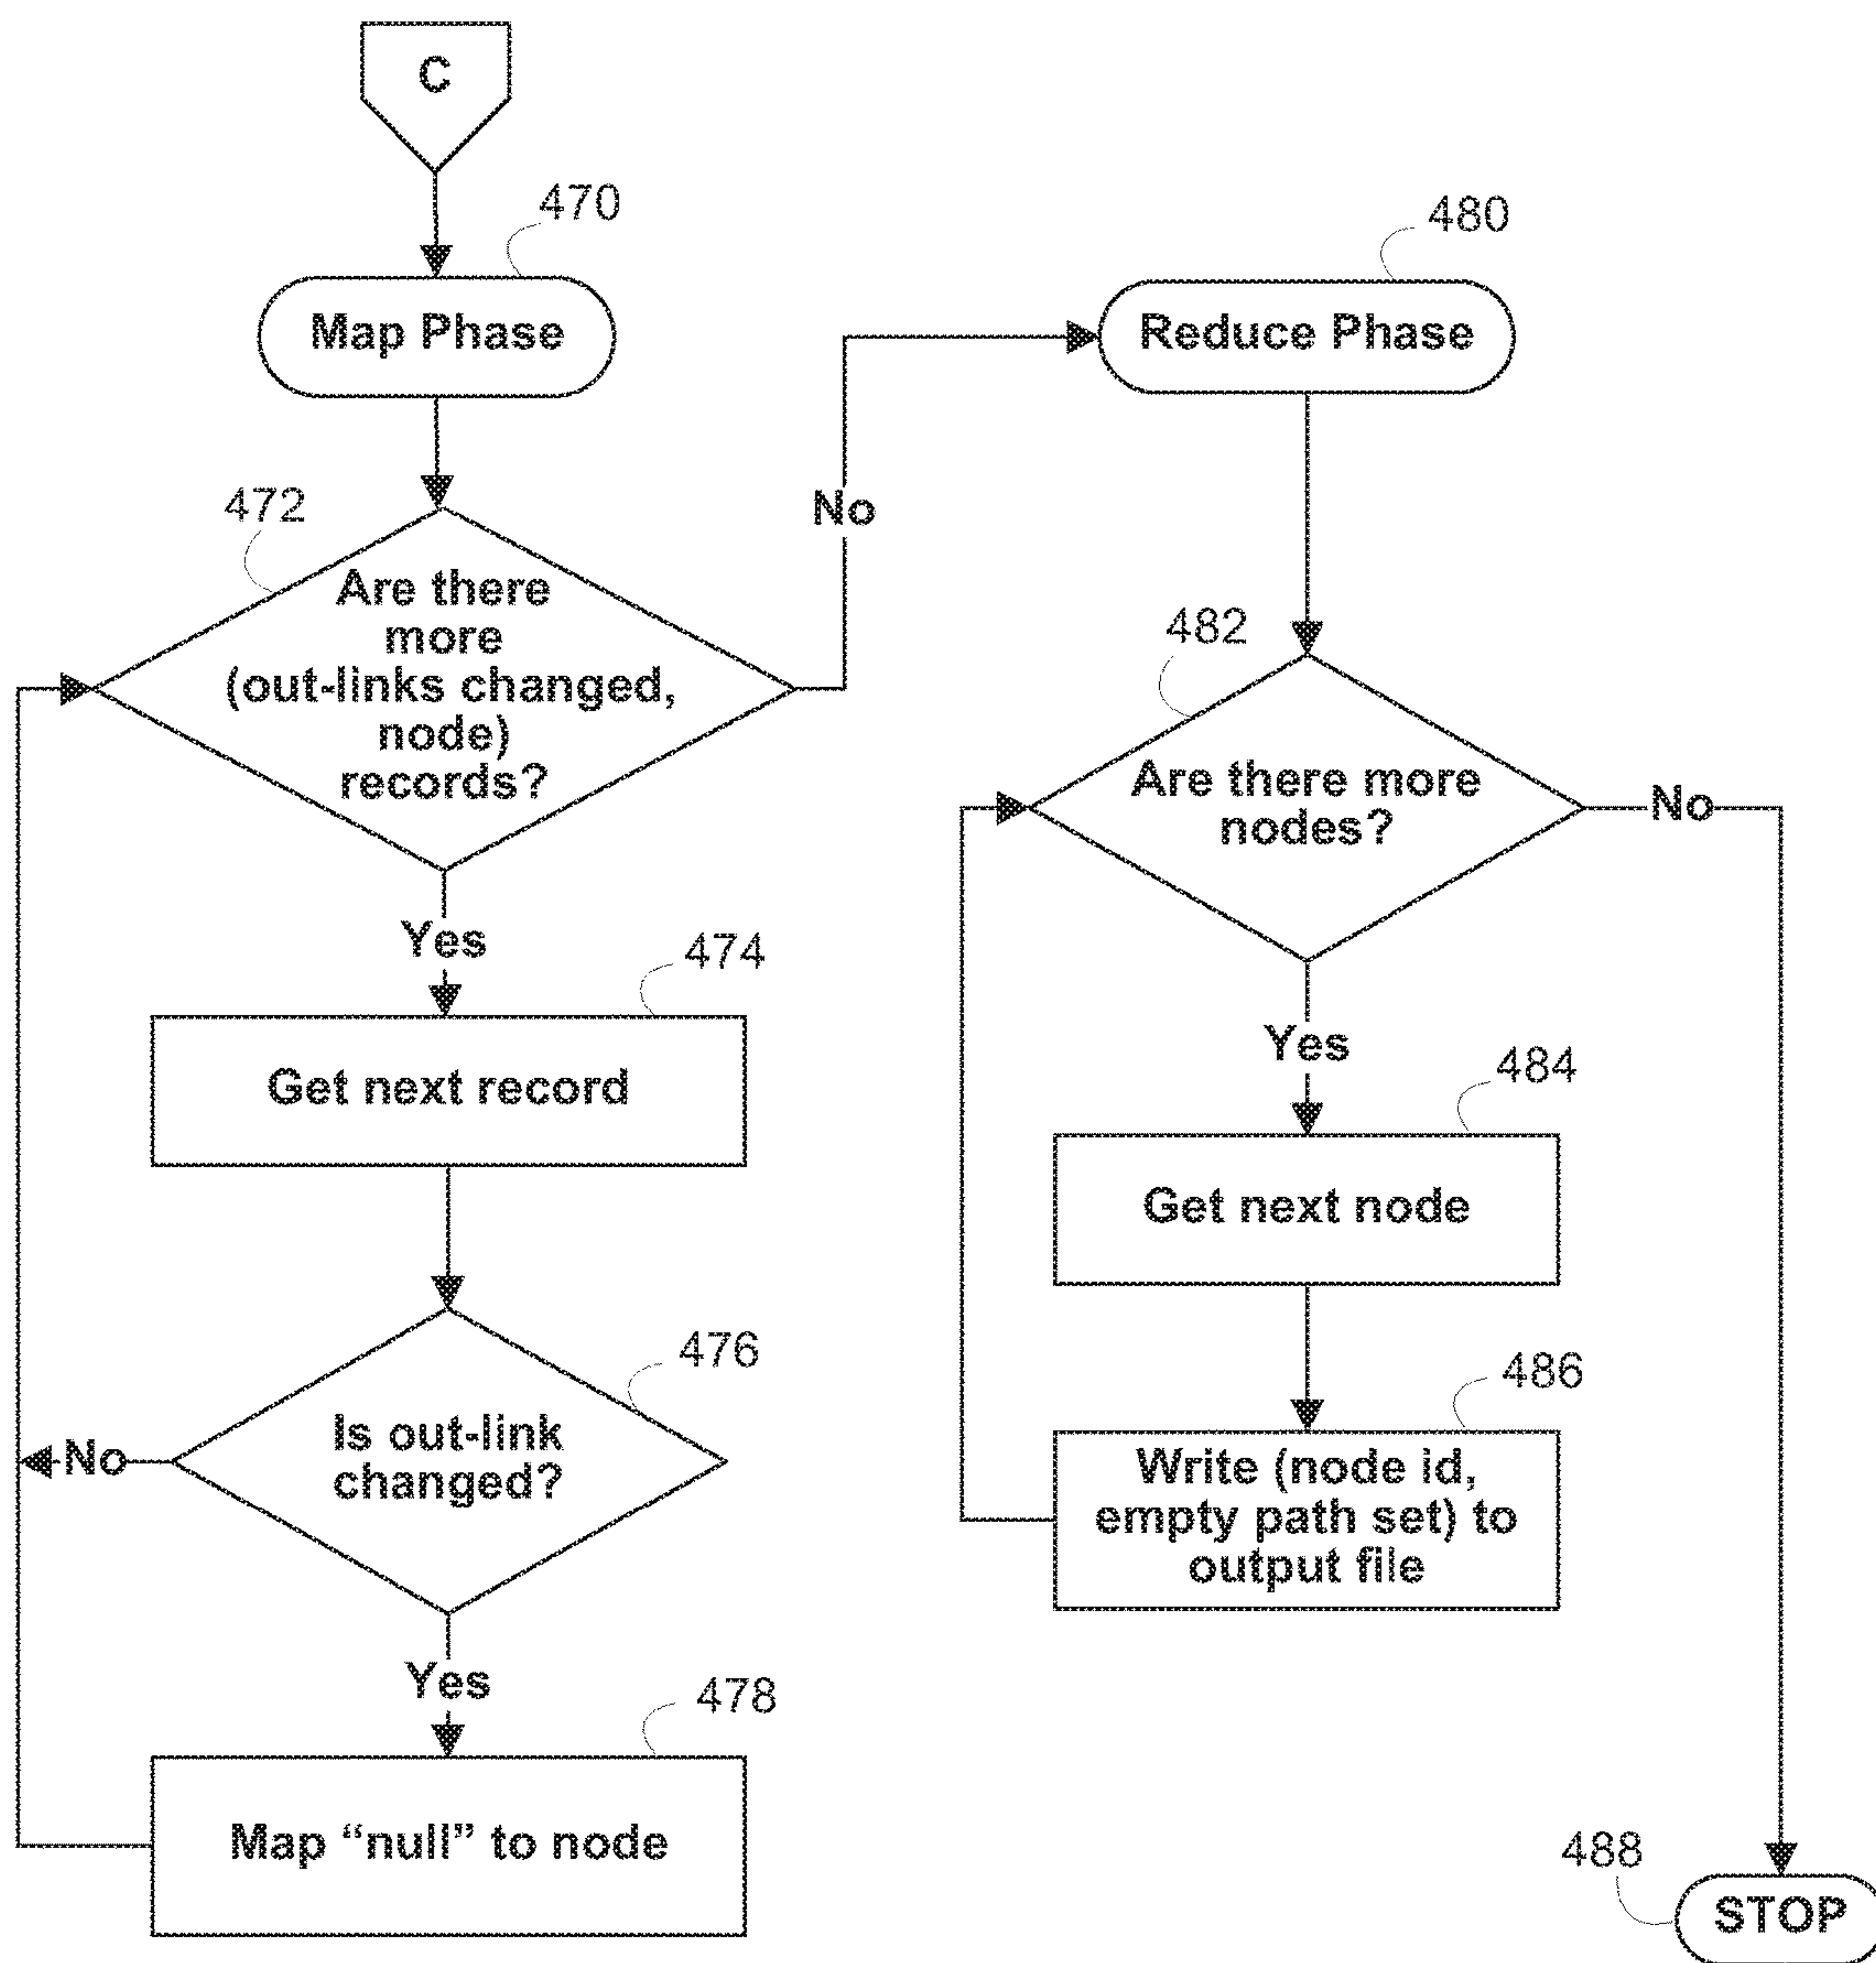 C
470
Map Phase
472
Are there
more
(out-links changed,
node)
records?
No
Yes
474
Get next record
476
Is out-link
changed?
No
Yes
478
Map “null” to node
480
Reduce Phase
482
Are there more
nodes?
No
Yes
484
Get next node
486
Write (node id,
empty path set) to
output file
488
STOP